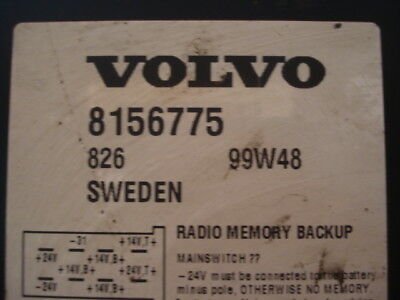 VOLVO
8156775
826 99W48
SWEDEN
RADIO MEMORY BACKUP
MAINSWITCH ??
-24V must be connected to the battery
minus pole. OTHERWISE NO MEMORY.
-31 +14V,T+
+24V +14V,B+
+14V,B+ +24V,T+
-24V +14V,B+